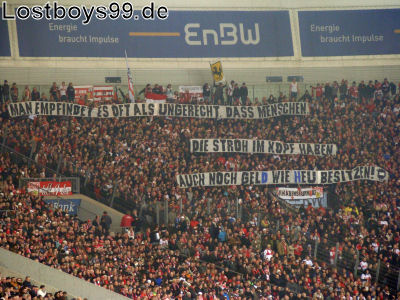 Lostboys99.de
Energie
braucht Impulse
EnBW
Energie
braucht Impulse
MAN EMPFINDET ES OFT ALS UNGERECHT DASS MENSCHEN
DIE STROH IM KOPF HABEN
AUCH NOCH GELD WIE HEU BESITZEN!